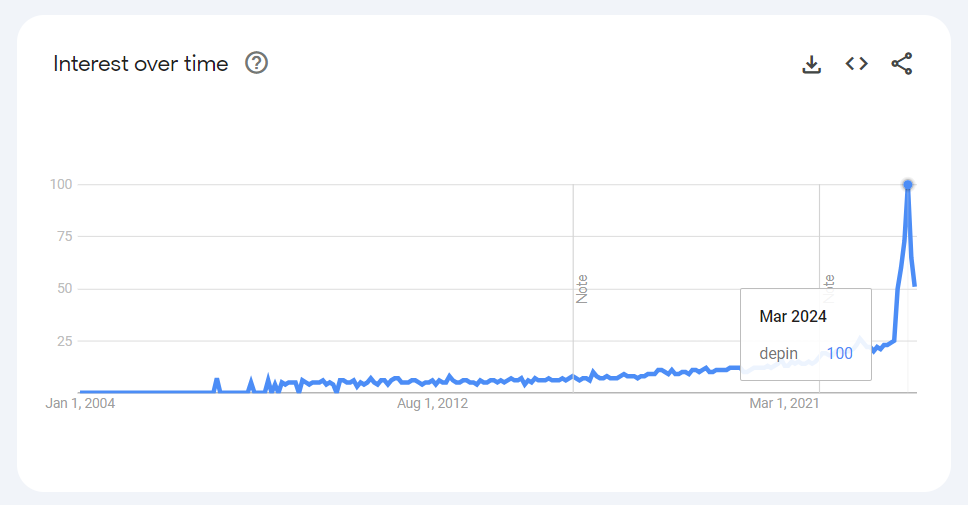 Interest over time
100
75
50
25
Note
Mar 2024
depin 100
Jan 1, 2004
Aug 1, 2012
Mar 1, 2021